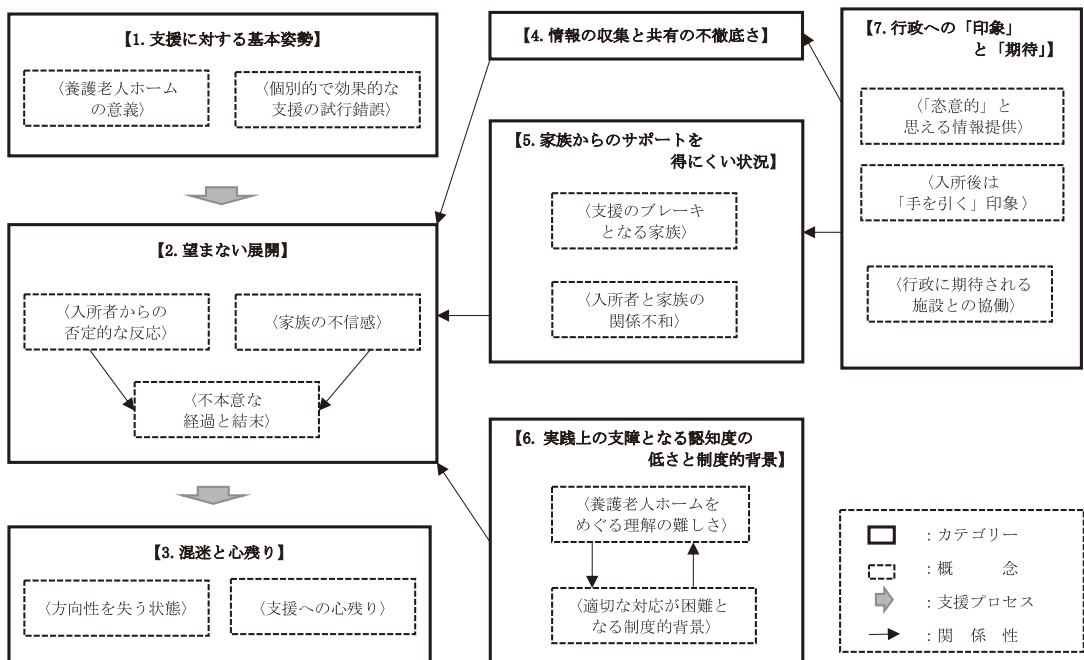 【1. 支援に対する基本姿勢】
〈養護老人ホーム
の意義〉
〈個別的で効果的な
支援の試行錯誤〉
【2. 望まない展開】
〈入所者からの
否定的な反応〉
〈家族の不信感〉
〈不本意な
経過と結末〉
【3. 混迷と心残り】
〈方向性を失う状態〉
〈支援への心残り〉
【4. 情報の収集と共有の不徹底さ】
【5. 家族からのサポートを
得にくい状況】
〈支援のブレーキ
となる家族〉
〈入所者と家族の
関係不和〉
【6. 実践上の支障となる認知度の
低さと制度的背景】
〈養護老人ホームを
めぐる理解の難しさ〉
〈適切な対応が困難と
なる制度的背景〉
【7. 行政への「印象」
と「期待」】
〈「恣意的」と
思える情報提供〉
〈入所後は
「手を引く」印象〉
〈行政に期待される
施設との協働〉
：カテゴリー
：概　　念
：支援プロセス
：関　係　性